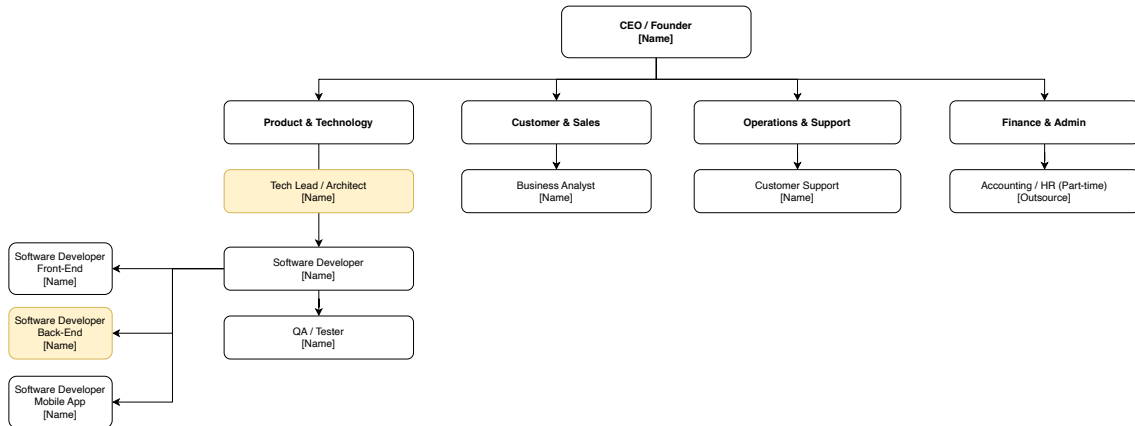 CEO / Founder
[Name]
Product & Technology
Customer & Sales
Operations & Support
Finance & Admin
Tech Lead / Architect
[Name]
Business Analyst
[Name]
Customer Support
[Name]
Accounting / HR (Part-time)
[Outsource]
Software Developer
Front-End
[Name]
Software Developer
[Name]
Software Developer
Back-End
[Name]
QA / Tester
[Name]
Software Developer
Mobile App
[Name]